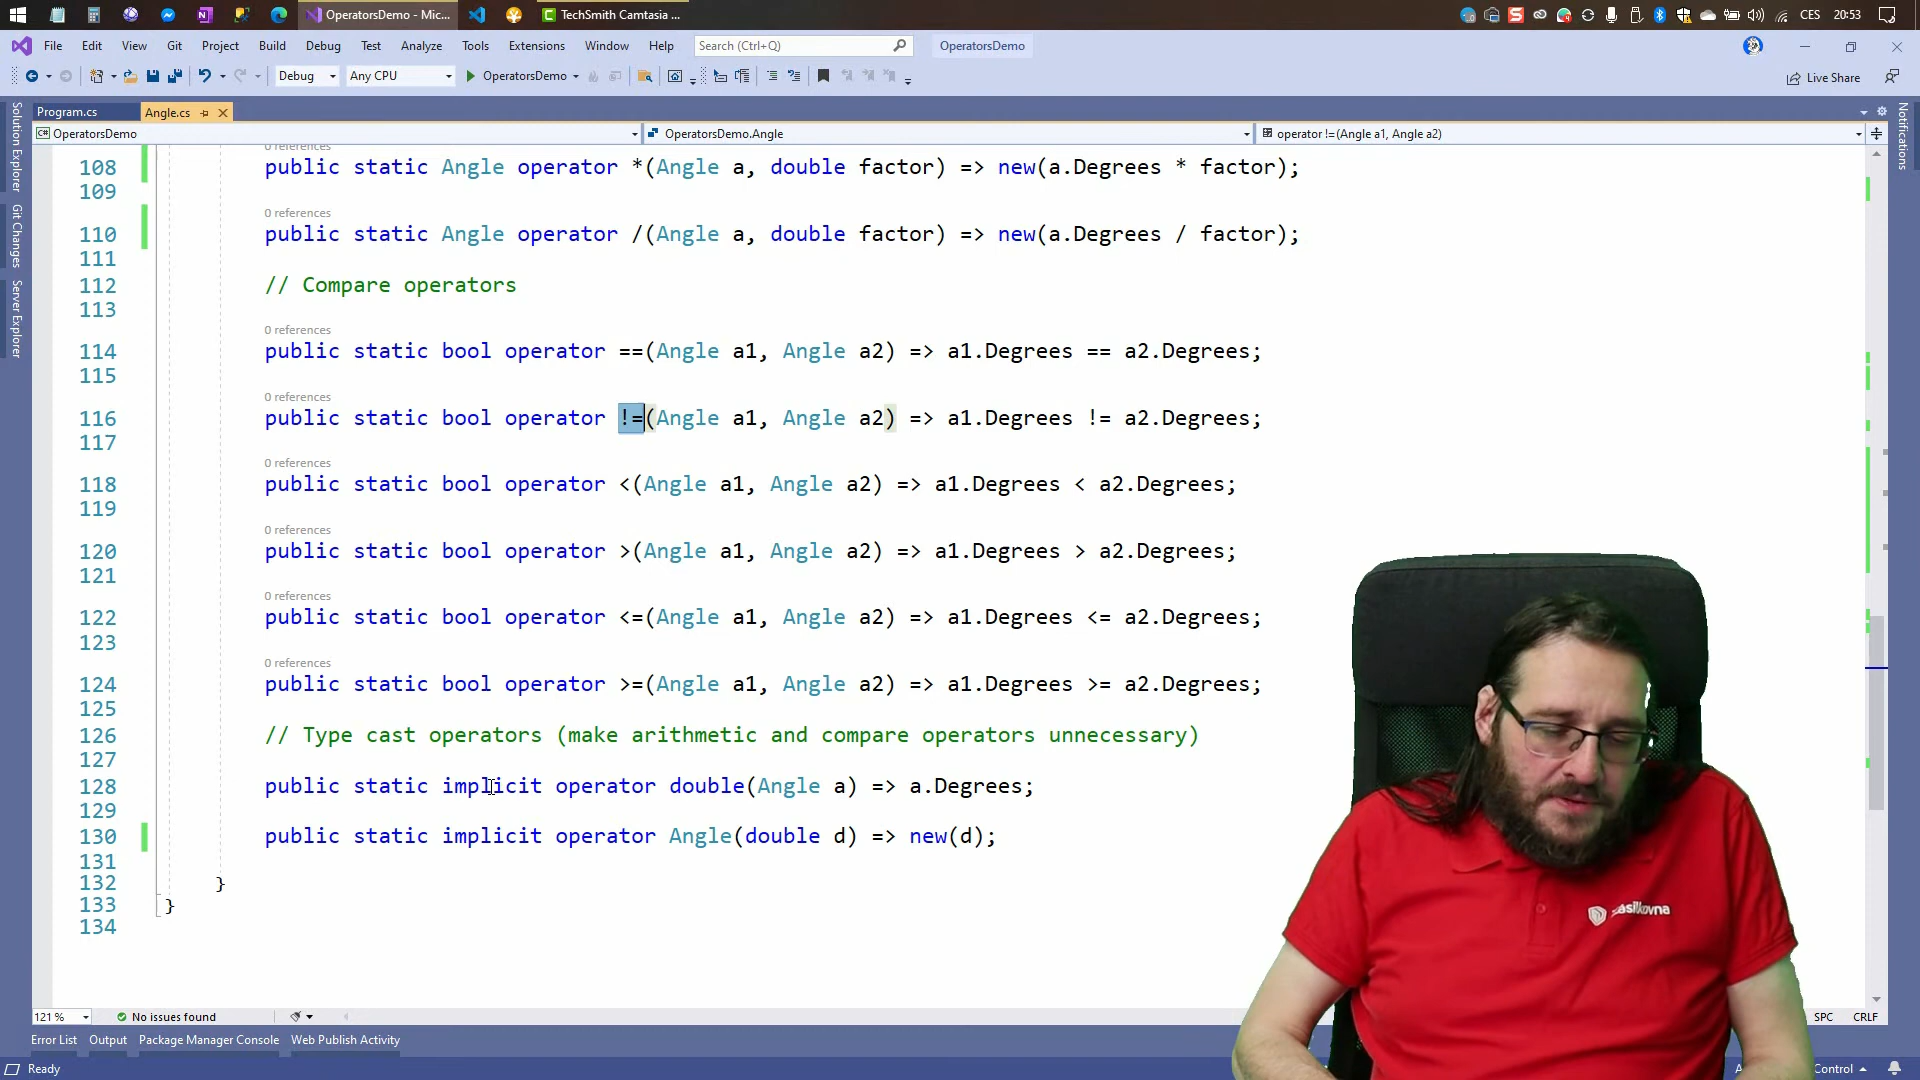 OperatorsDemo - Mic...
TechSmith Camtasia ...
CES 20:53
File Edit View Git Project Build Debug Test Analyze Tools Extensions Window Help Search (Ctrl+Q) OperatorsDemo
Debug Any CPU OperatorsDemo Live Share
Program.cs Angle.cs
OperatorsDemo OperatorsDemo.Angle operator !=(Angle a1, Angle a2)
Solution Explorer
Git Changes
Server Explorer
Notifications
0 references
108 public static Angle operator *(Angle a, double factor) => new(a.Degrees * factor);
109
0 references
110 public static Angle operator /(Angle a, double factor) => new(a.Degrees / factor);
111
112 // Compare operators
113
0 references
114 public static bool operator ==(Angle a1, Angle a2) => a1.Degrees == a2.Degrees;
115
0 references
116 public static bool operator !=(Angle a1, Angle a2) => a1.Degrees != a2.Degrees;
117
0 references
118 public static bool operator <(Angle a1, Angle a2) => a1.Degrees < a2.Degrees;
119
0 references
120 public static bool operator >(Angle a1, Angle a2) => a1.Degrees > a2.Degrees;
121
0 references
122 public static bool operator <=(Angle a1, Angle a2) => a1.Degrees <= a2.Degrees;
123
0 references
124 public static bool operator >=(Angle a1, Angle a2) => a1.Degrees >= a2.Degrees;
125
126 // Type cast operators (make arithmetic and compare operators unnecessary)
127
128 public static implicit operator double(Angle a) => a.Degrees;
129
130 public static implicit operator Angle(double d) => new(d);
131
132 }
133 }
134
121 % No issues found SPC CRLF
Error List Output Package Manager Console Web Publish Activity
Ready Control